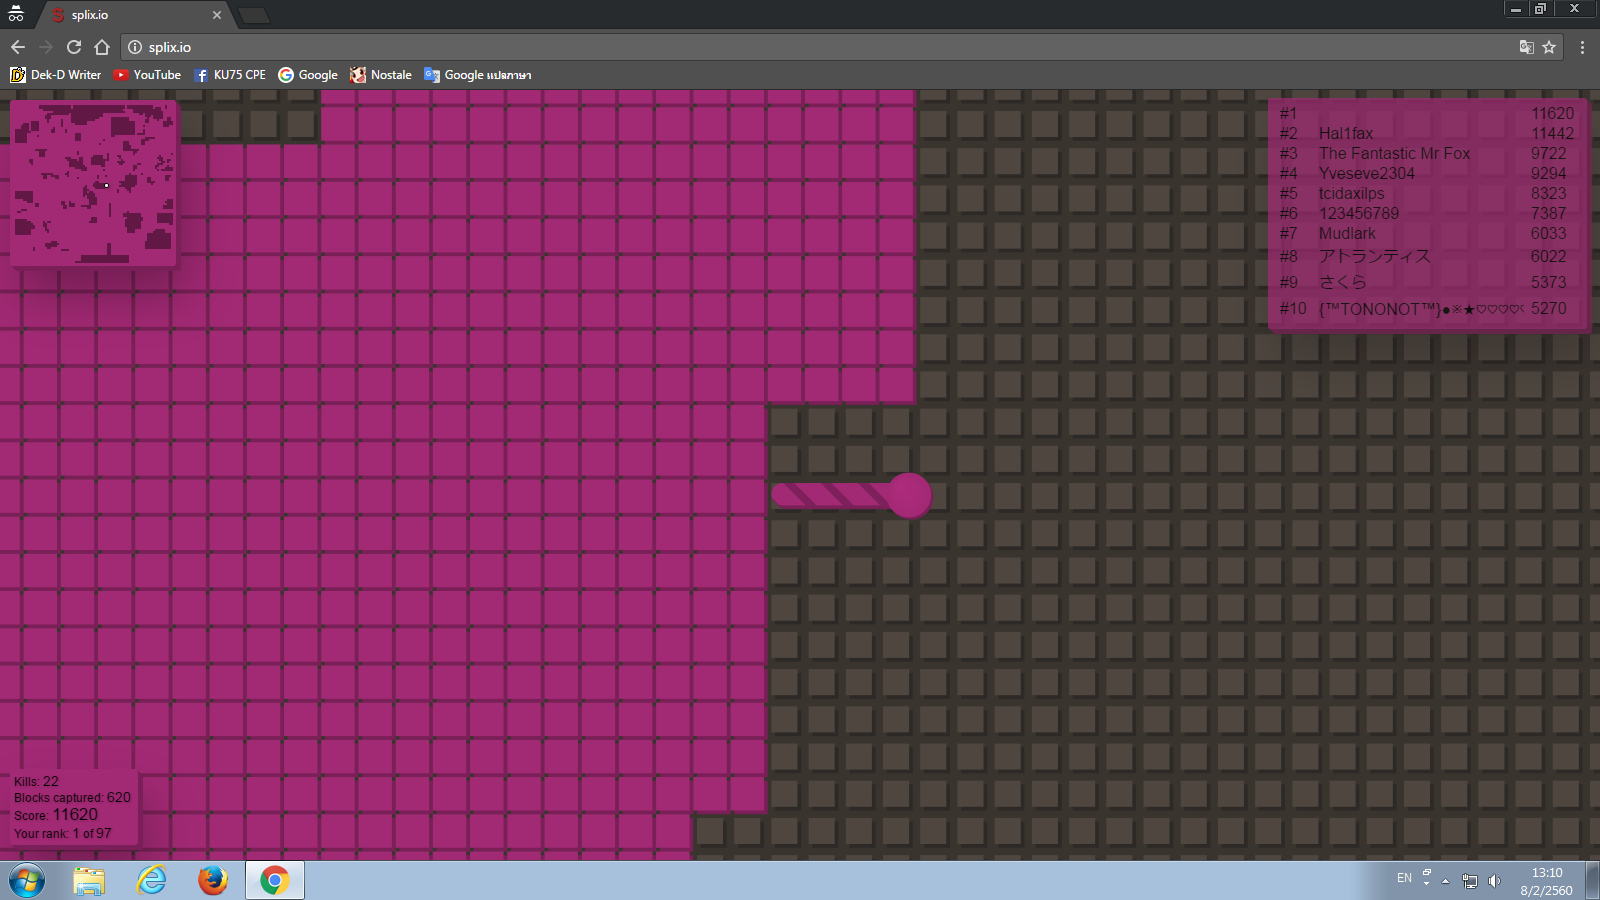 splix.io
splix.io
Dek-D Writer YouTube KU75 CPE Google Nostale Google แปลภาษา
#1 11620
#2 Hal1fax 11442
#3 The Fantastic Mr Fox 9722
#4 Yveseve2304 9294
#5 tcidaxilps 8323
#6 123456789 7387
#7 Mudlark 6033
#8 アトランティス 6022
#9 さくら 5373
#10 {™TONONOT™}●※★♡♡♡♡ 5270
Kills: 22
Blocks captured: 620
Score: 11620
Your rank: 1 of 97
EN 13:10
8/2/2560